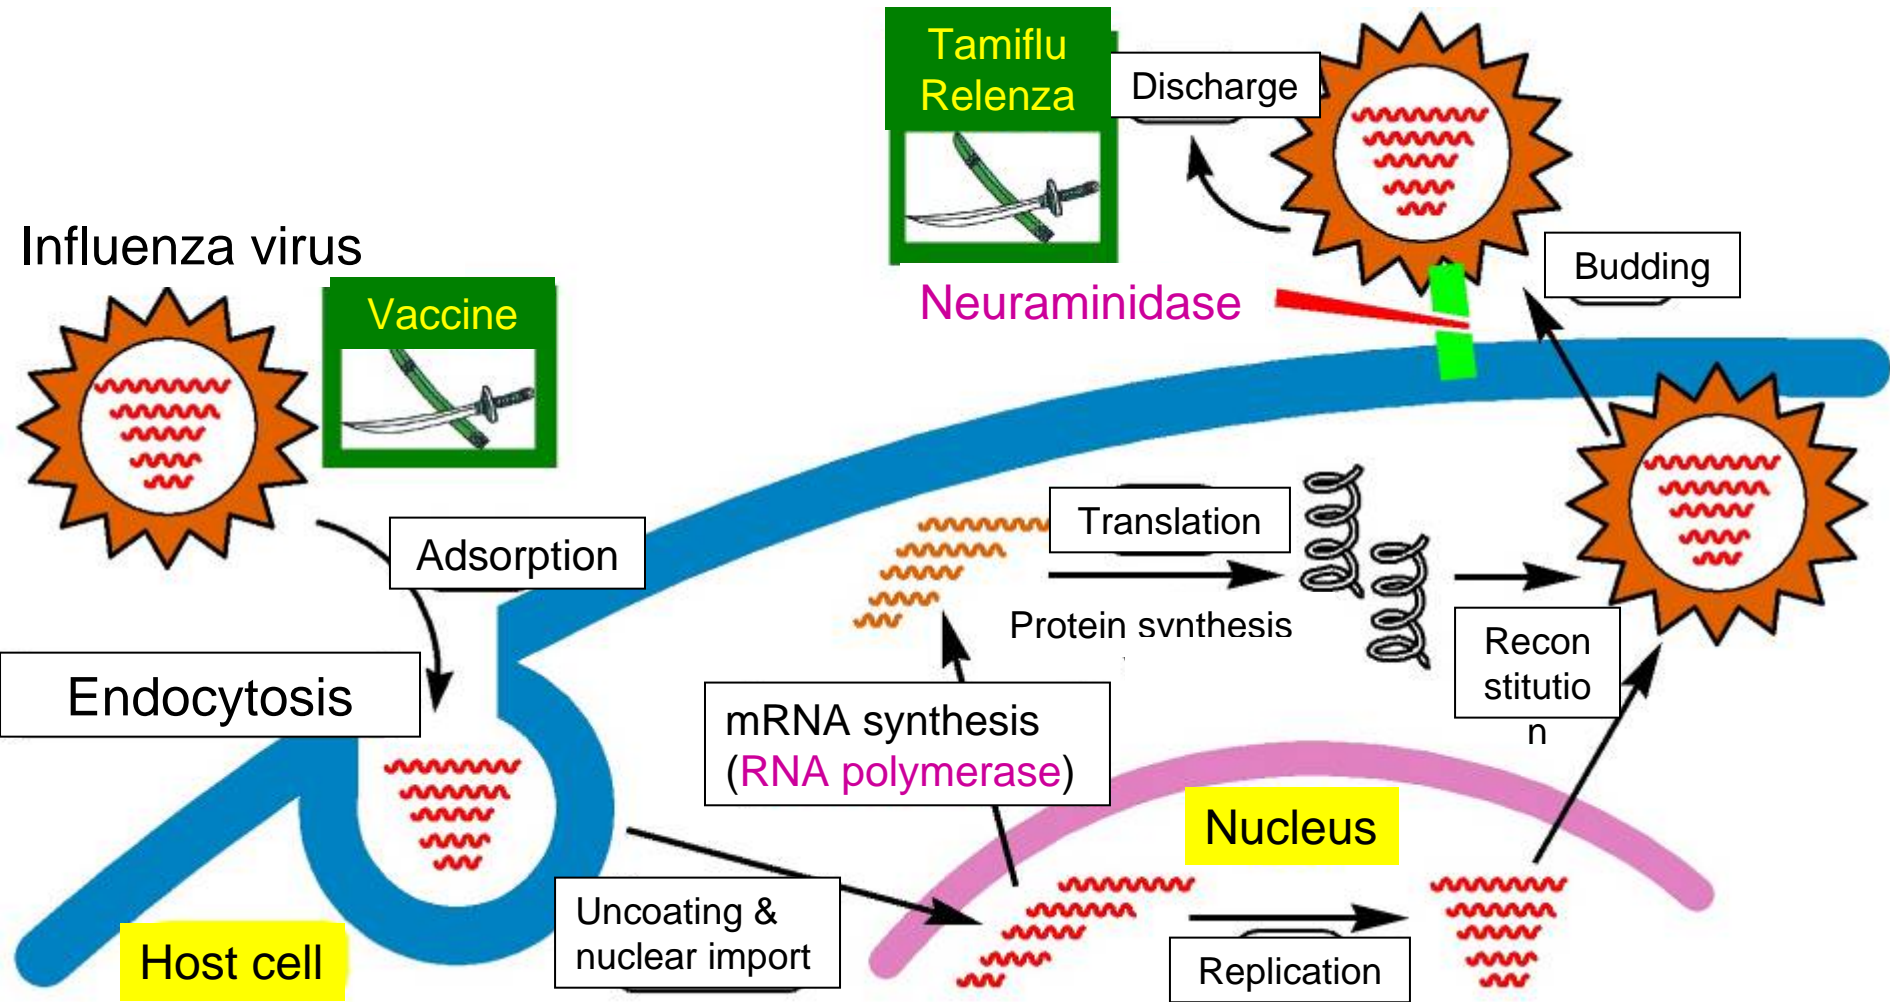 Tamiflu
Relenza
Discharge
Influenza virus
Vaccine
Neuraminidase
Budding
Adsorption
Endocytosis
Translation
Protein synthesis
Recon
stitutio
n
mRNA synthesis
(RNA polymerase)
Nucleus
Uncoating &
nuclear import
Replication
Host cell